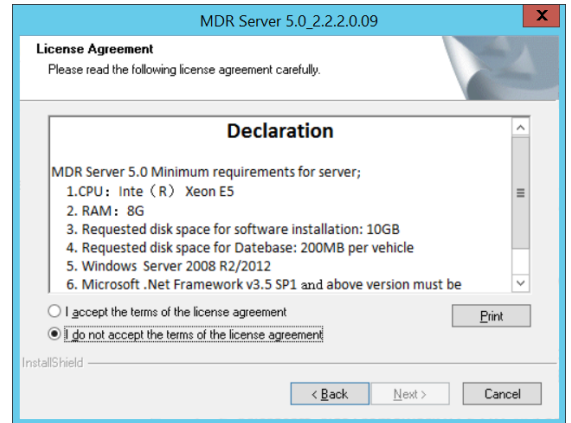 MDR Server 5.0_2.2.2.0.09
X
License Agreement
Please read the following license agreement carefully.
Declaration
MDR Server 5.0 Minimum requirements for server;
1.CPU：Inte（R）Xeon E5
2. RAM：8G
3. Requested disk space for software installation: 10GB
4. Requested disk space for Datebase: 200MB per vehicle
5. Windows Server 2008 R2/2012
6. Microsoft .Net Framework v3.5 SP1 and above version must be
I accept the terms of the license agreement
Print
I do not accept the terms of the license agreement
InstallShield
< Back
Next >
Cancel